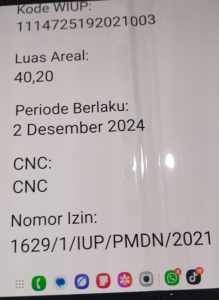 Kode WIUP:
1114725192021003
Luas Areal:
40,20
Periode Berlaku:
2 Desember 2024
CNC:
CNC
Nomor Izin:
1629/1/IUP/PMDN/2021